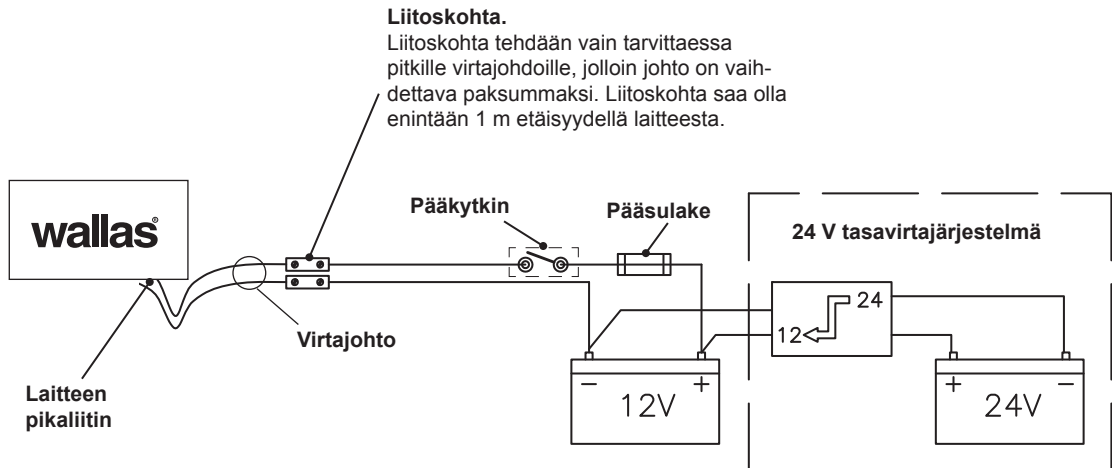 Liitoskohta.
Liitoskohta tehdään vain tarvittaessa
pitkille virtajohdoille, jolloin johto on vaih-
dettava paksummaksi. Liitoskohta saa olla
enintään 1 m etäisyydellä laitteesta.
wallas®
Pääkytkin
Pääsulake
24 V tasavirtajärjestelmä
Virtajohto
24
12
Laitteen
pikaliitin
− +
12V
+ −
24V